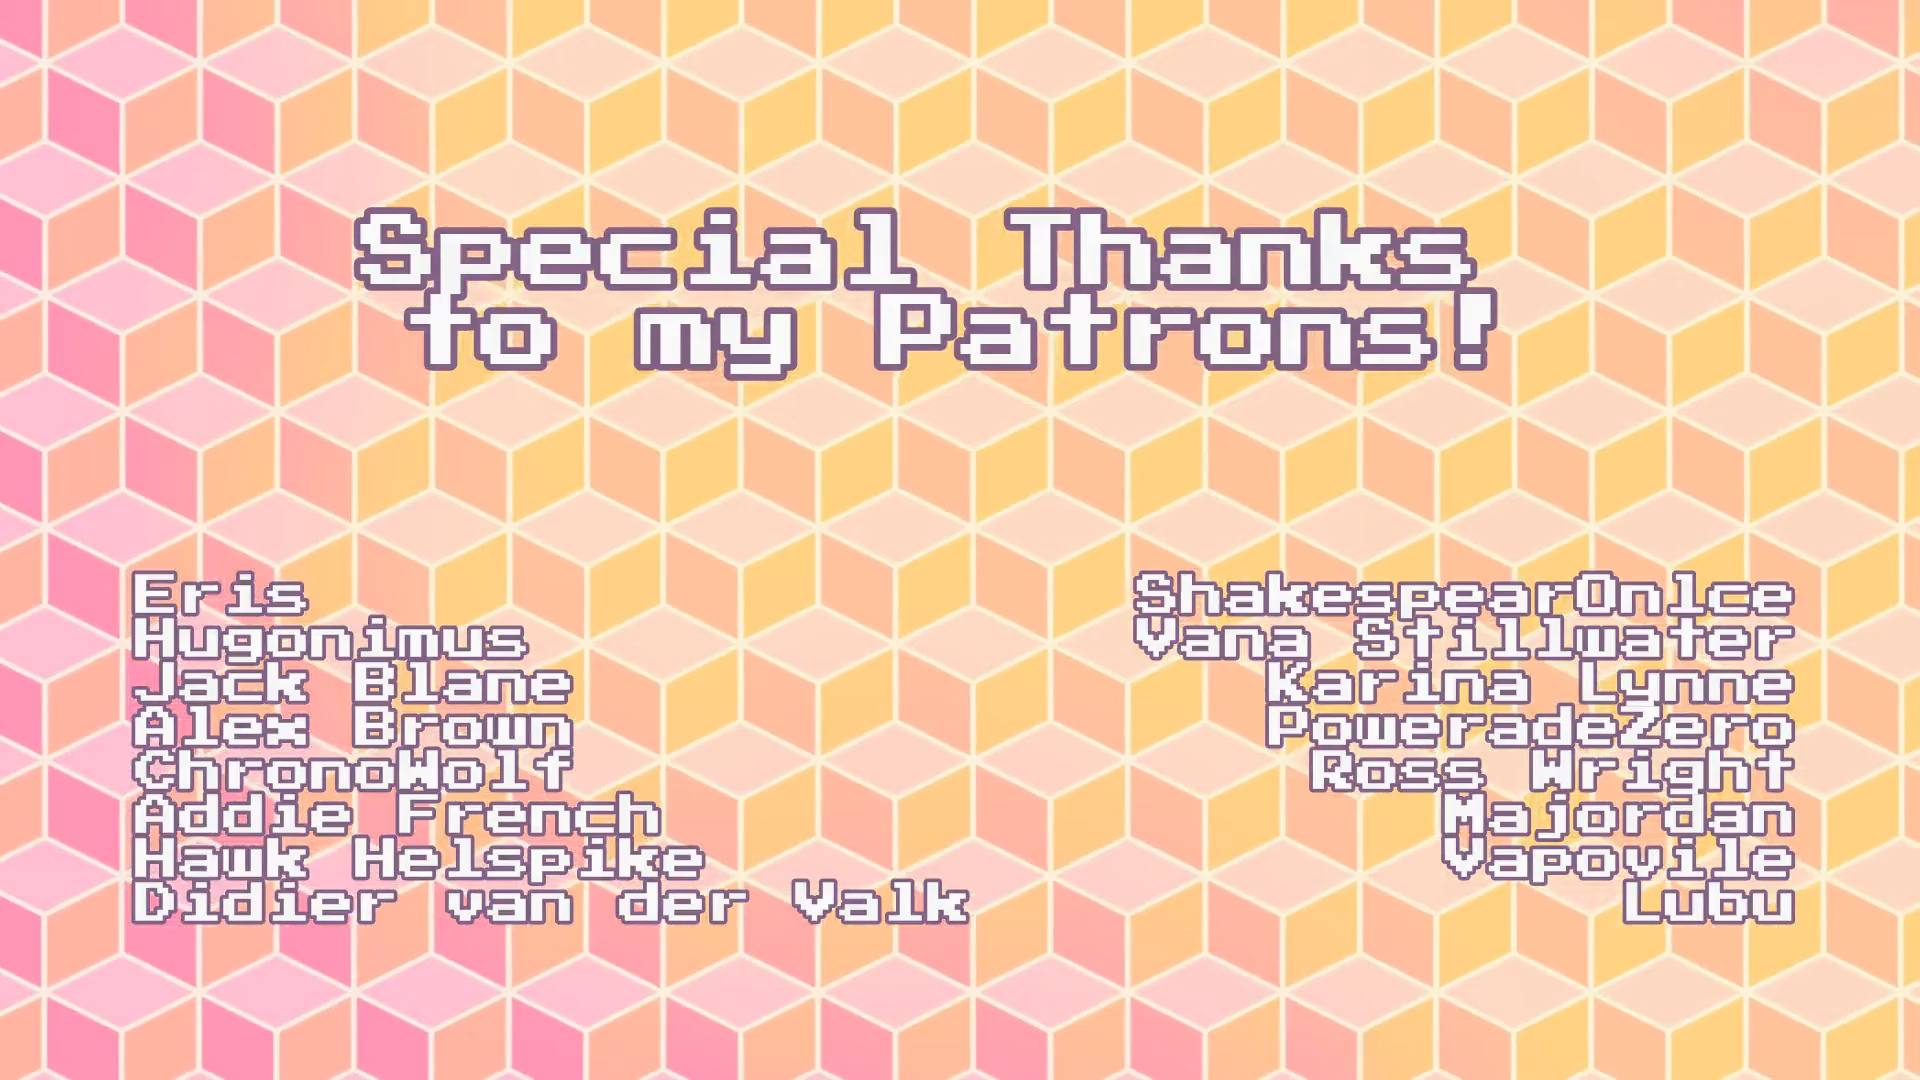 Special Thanks
to my Patrons!
Eris
Hugonimus
Jack Blane
Alex Brown
ChronoWolf
Addie French
Hawk Helspike
Didier van der Valk
ShakespearOn1ce
Vana Stillwater
Karina Lynne
PoweradeZero
Ross Wright
Majordan
Vapovile
Lubu